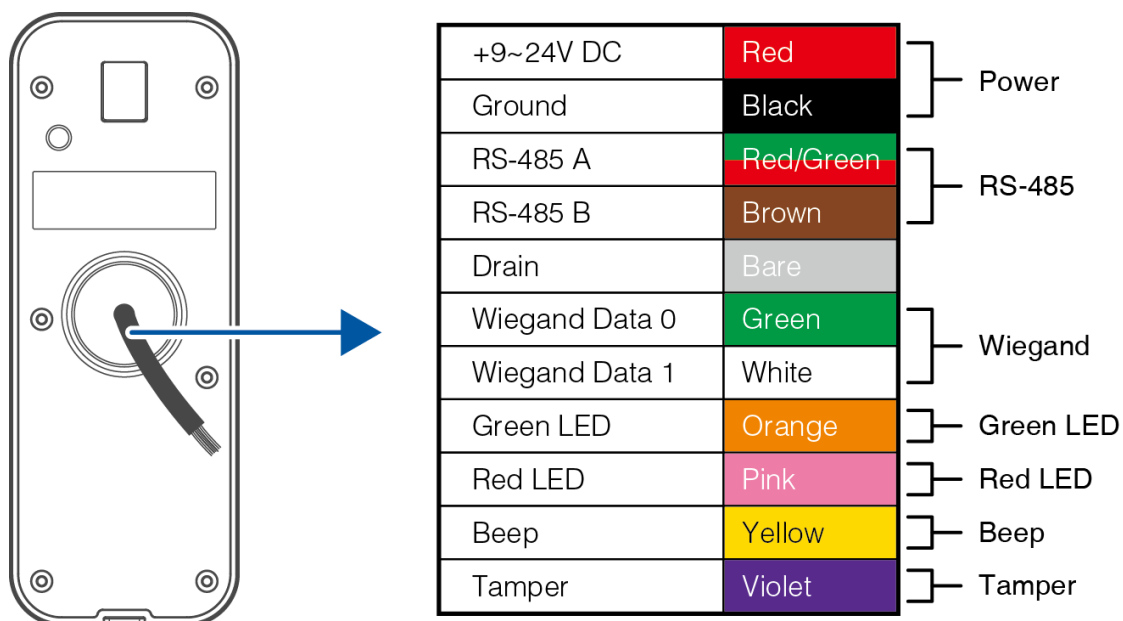 +9~24V DC Red
Ground Black
Power
RS-485 A Red/Green
RS-485 B Brown
RS-485
Drain Bare
Wiegand Data 0 Green
Wiegand Data 1 White
Wiegand
Green LED Orange Green LED
Red LED Pink Red LED
Beep Yellow Beep
Tamper Violet Tamper